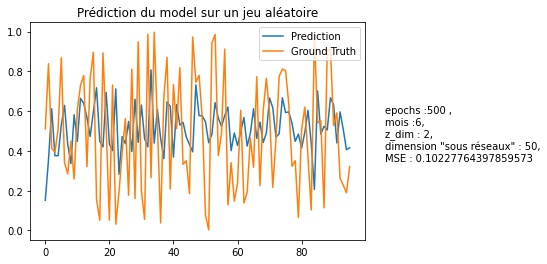 Prédiction du model sur un jeu aléatoire
Prediction
Ground Truth
1.0
0.8
0.6
0.4
0.2
0.0
0
20
40
60
80
epochs :500 ,
mois :6,
z_dim : 2,
dimension "sous réseaux" : 50,
MSE : 0.10227764397859573